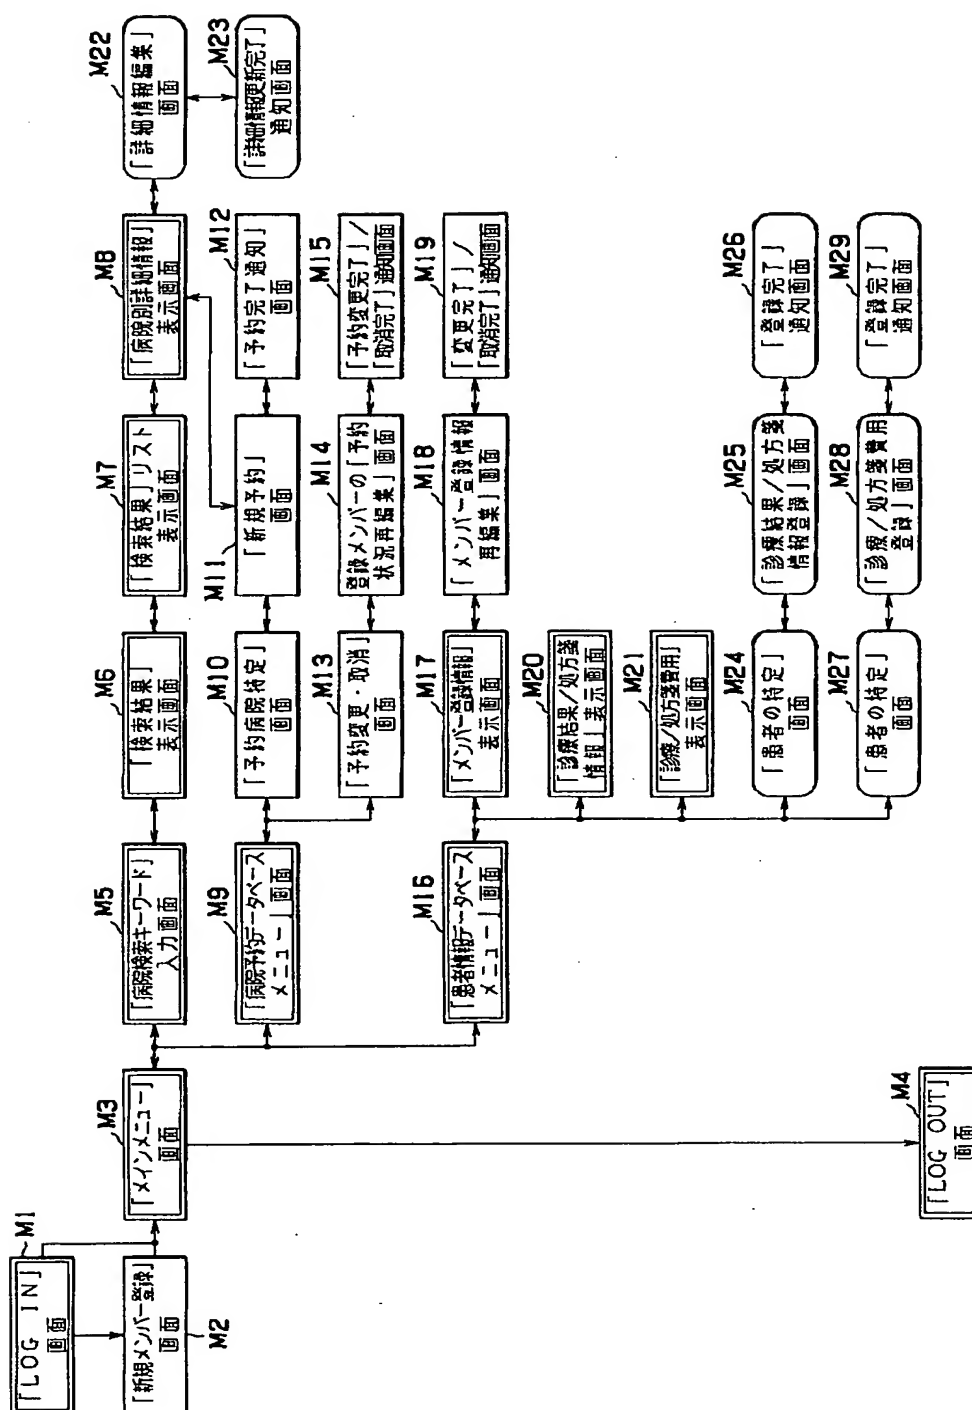 M1
「LOG IN」
画面
「新規メンバー登録」
画面
M2
M3
「メインメニュー」
画面
M4
「LOG OUT」
画面
M5
「病院検索キーワード」
入力画面
M6
「検索結果」
表示画面
M7
「検索結果」リスト
表示画面
M8
「病院別詳細情報」
表示画面
M22
「詳細情報編集」
画面
M23
「詳細情報更新完了」
通知画面
M9
「病院予約データベース
メニュー」画面
M10
「予約病院特定」
画面
M11
「新規予約」
画面
M12
「予約完了通知」
画面
M13
「予約変更・取消」
画面
M14
登録メンバーの「予約
状況再編集」画面
M15
「予約変更完了」/
「取消完了」通知画面
M16
「患者情報データベース
メニュー」画面
M17
「メンバー登録情報」
表示画面
M18
「メンバー登録情報
再編集」画面
M19
「変更完了」/
「取消完了」通知画面
M20
「診療結果/処方箋
情報」表示画面
M21
「診療/処方箋費用」
表示画面
M24
「患者の特定」
画面
M25
「診療結果/処方箋
情報登録」画面
M26
「登録完了」
通知画面
M27
「患者の特定」
画面
M28
「診療/処方箋費用
登録」画面
M29
「登録完了」
通知画面